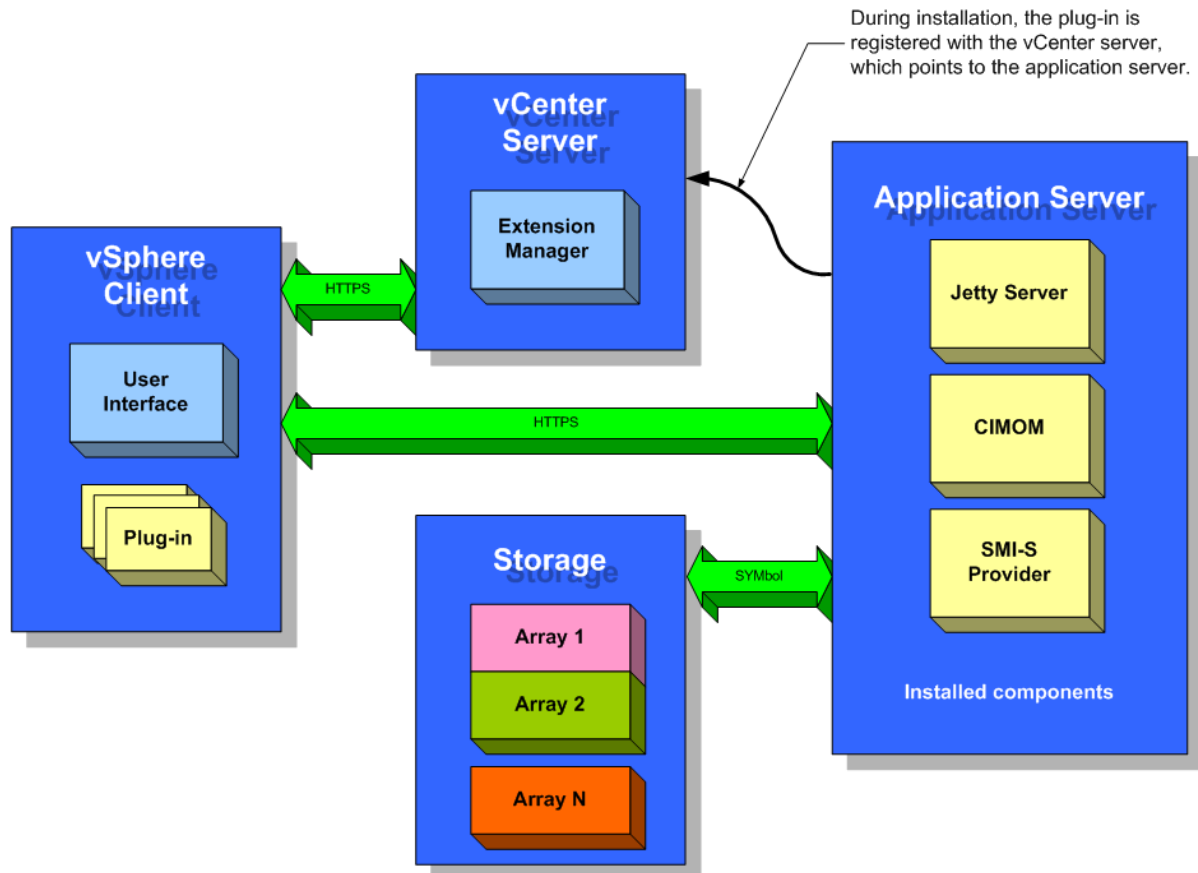 During installation, the plug-in is
registered with the vCenter server,
which points to the application server.
vCenter
Server
Extension
Manager
Application Server
Jetty Server
CIMOM
SMI-S
Provider
Installed components
vSphere
Client
User
Interface
Plug-in
HTTPS
HTTPS
SYMbol
Storage
Array 1
Array 2
Array N